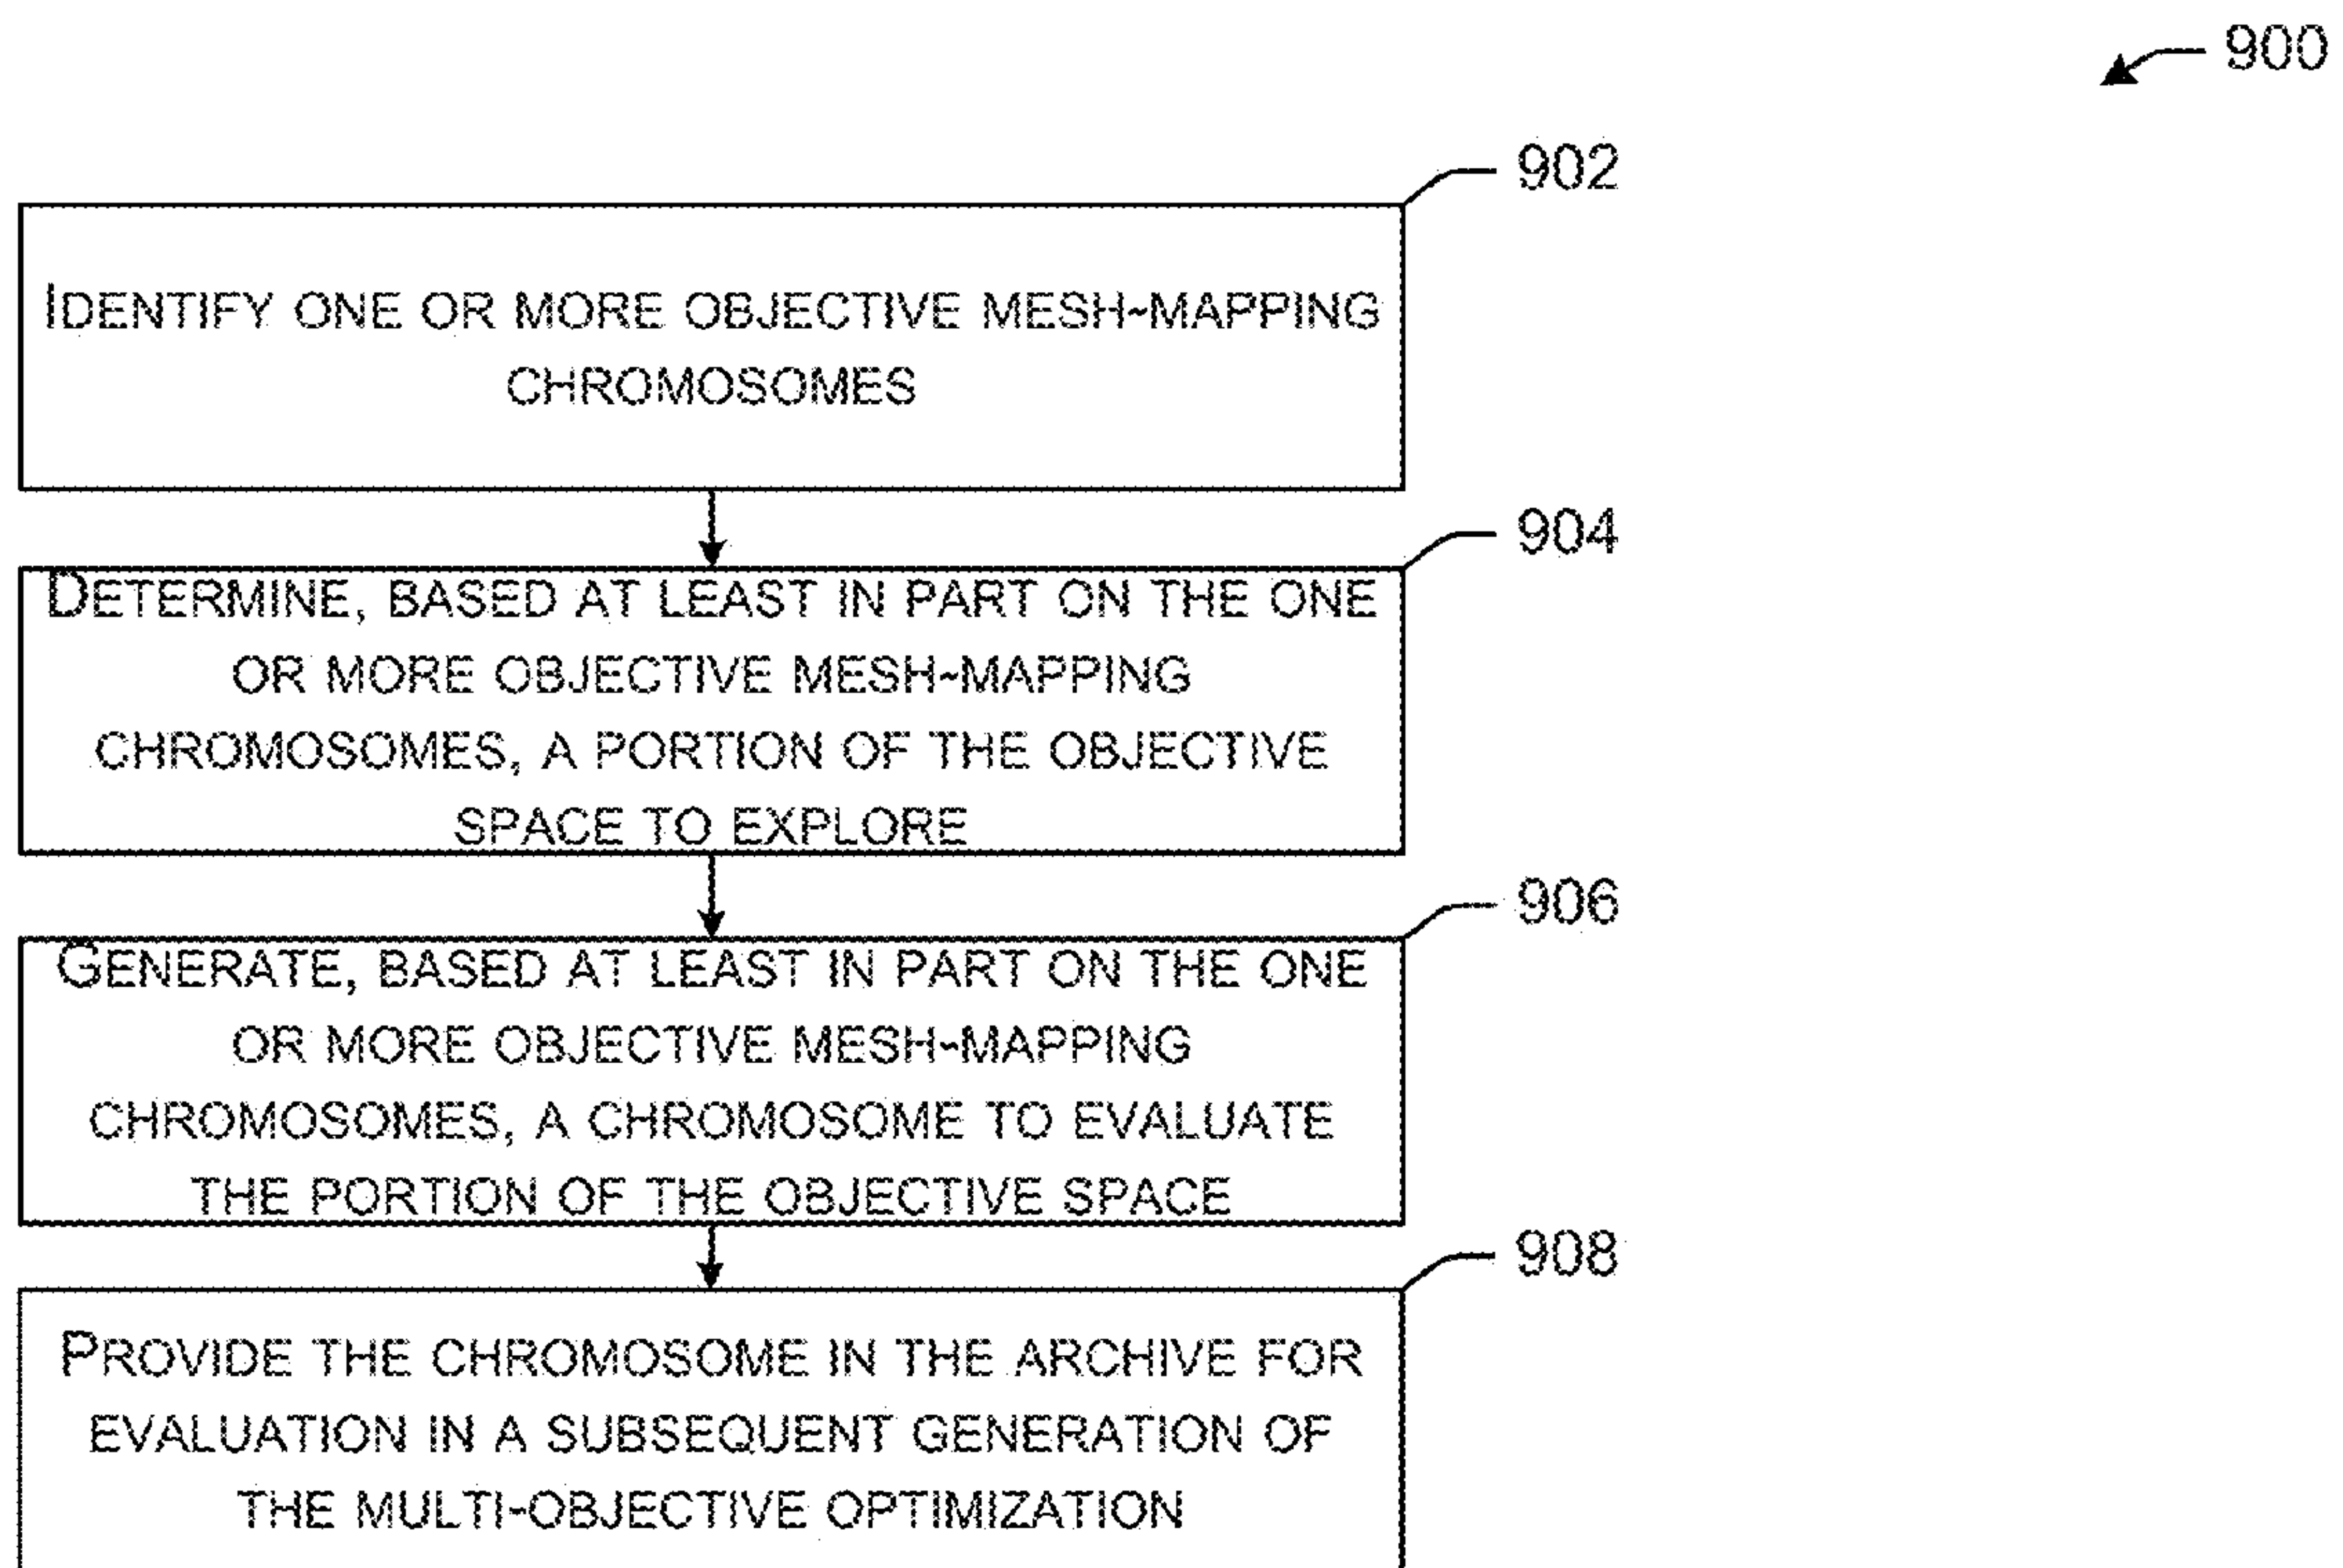 900
902
IDENTIFY ONE OR MORE OBJECTIVE MESH-MAPPING
CHROMOSOMES
904
DETERMINE, BASED AT LEAST IN PART ON THE ONE
OR MORE OBJECTIVE MESH-MAPPING
CHROMOSOMES, A PORTION OF THE OBJECTIVE
SPACE TO EXPLORE
906
GENERATE, BASED AT LEAST IN PART ON THE ONE
OR MORE OBJECTIVE MESH-MAPPING
CHROMOSOMES, A CHROMOSOME TO EVALUATE
THE PORTION OF THE OBJECTIVE SPACE
908
PROVIDE THE CHROMOSOME IN THE ARCHIVE FOR
EVALUATION IN A SUBSEQUENT GENERATION OF
THE MULTI-OBJECTIVE OPTIMIZATION